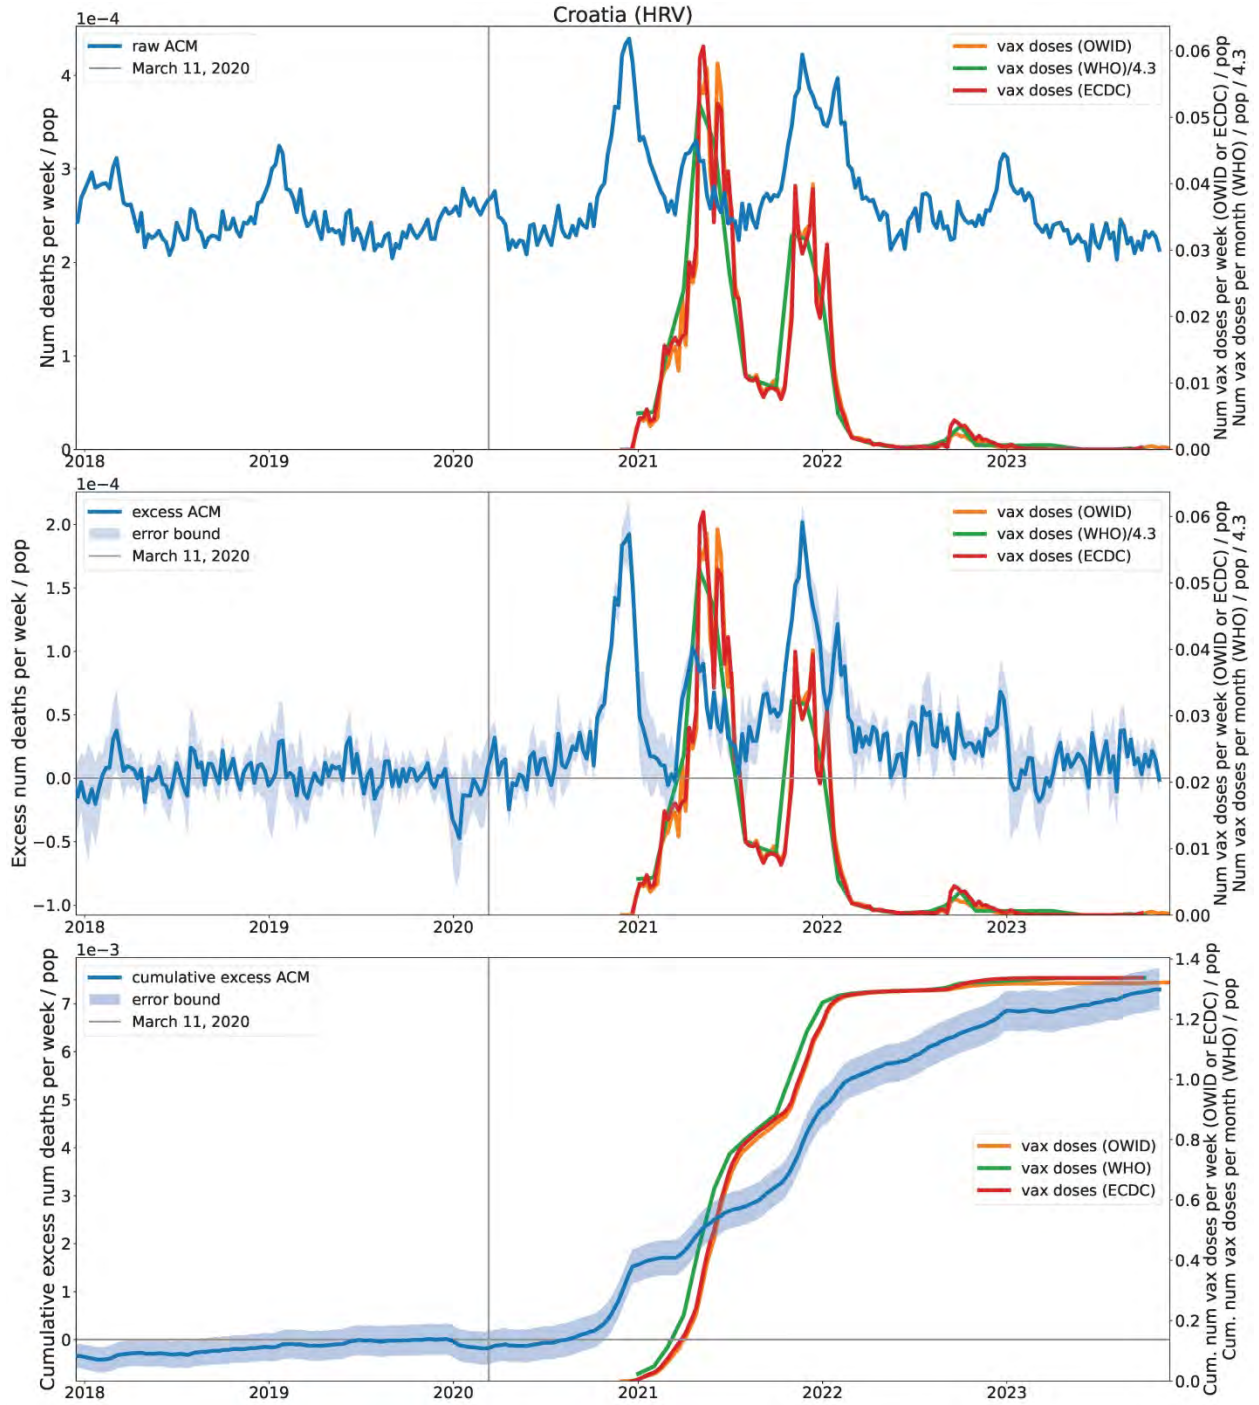 Croatia (HRV)
1e−4
raw ACM
March 11, 2020
vax doses (OWID)
vax doses (WHO)/4.3
vax doses (ECDC)
Num deaths per week / pop
4
3
2
1
0
0.06
0.05
0.04
0.03
0.02
0.01
0.00
Num vax doses per week (OWID or ECDC) / pop
Num vax doses per month (WHO) / pop / 4.3
2018 2019 2020 2021 2022 2023
1e−4
excess ACM
error bound
March 11, 2020
vax doses (OWID)
vax doses (WHO)/4.3
vax doses (ECDC)
Excess num deaths per week / pop
2.0
1.5
1.0
0.5
0.0
−0.5
−1.0
0.06
0.05
0.04
0.03
0.02
0.01
0.00
Num vax doses per week (OWID or ECDC) / pop
Num vax doses per month (WHO) / pop / 4.3
2018 2019 2020 2021 2022 2023
1e−3
cumulative excess ACM
error bound
March 11, 2020
vax doses (OWID)
vax doses (WHO)
vax doses (ECDC)
Cumulative excess num deaths per week / pop
7
6
5
4
3
2
1
0
1.4
1.2
1.0
0.8
0.6
0.4
0.2
0.0
Cum. num vax doses per week (OWID or ECDC) / pop
Cum. num vax doses per month (WHO) / pop
2018 2019 2020 2021 2022 2023